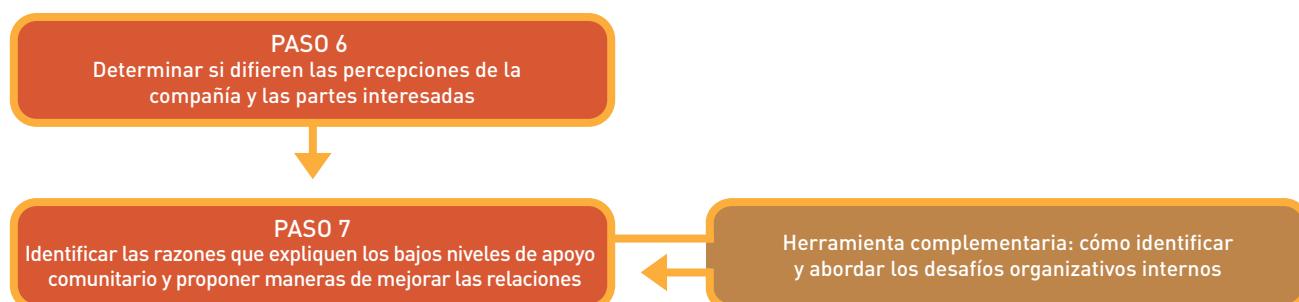 PASO 6
Determinar si difieren las percepciones de la
compañía y las partes interesadas
PASO 7
Identificar las razones que expliquen los bajos niveles de apoyo
comunitario y proponer maneras de mejorar las relaciones
Herramienta complementaria: cómo identificar
y abordar los desafíos organizativos internos